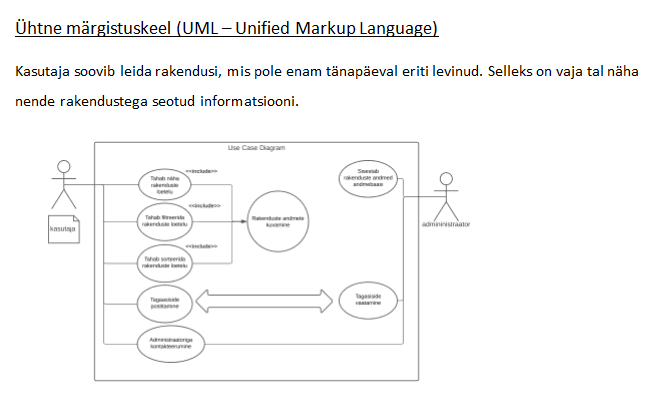 Ühtne märgistuskeel (UML – Unified Markup Language)
Kasutaja soovib leida rakendusi, mis pole enam tänapäeval eriti levinud. Selleks on vaja tal näha
nende rakendustega seotud informatsiooni.
Use Case Diagram
<<include>>
Tahab näha
rakenduste
loetelu
<<include>>
Tahab filtreerida
rakenduste loetelu
<<include>>
Tahab sorteerida
rakenduste loetelu
Rakenduste andmete
kuvamine
Sisestab
rakenduste andmed
andmebaasi
kasutaja
admininistraator
Tagasiside
postitamine
Tagasiside
vaatamine
Administraatoriga
kontakteerumine